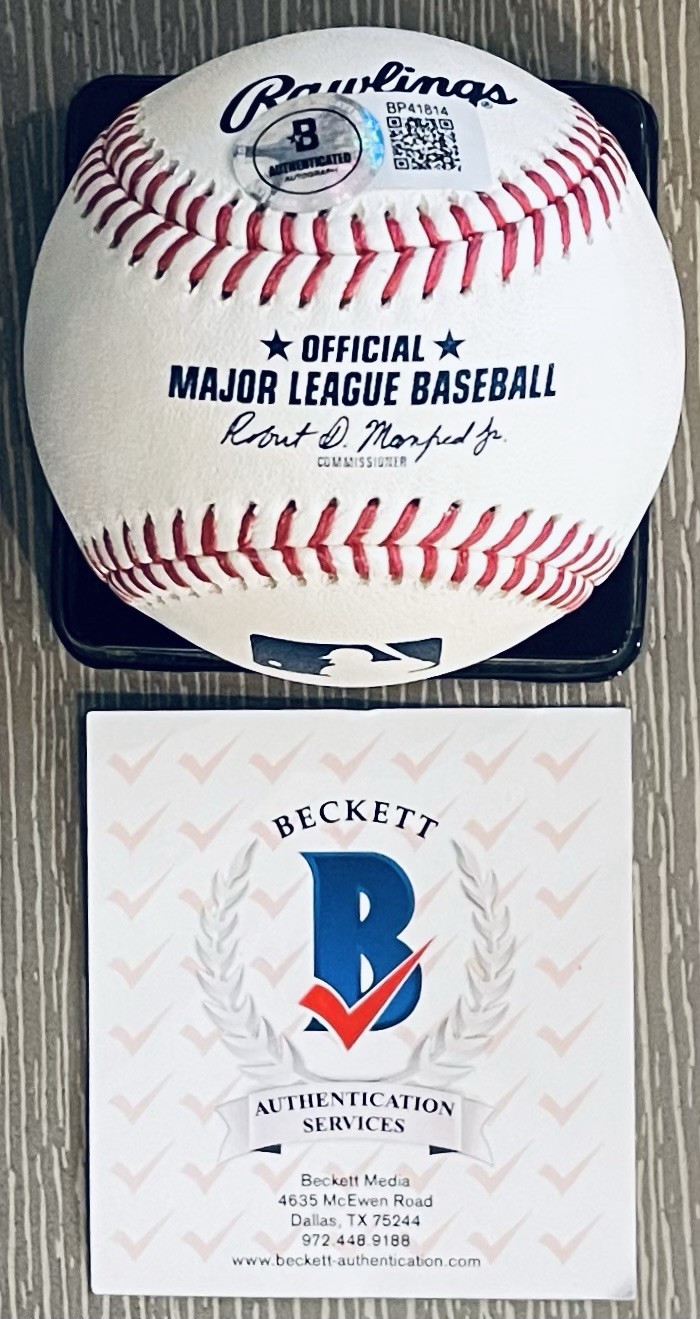 Rawlings®
BP41814
B
AUTHENTICATED
AUTOGRAPH
★ OFFICIAL ★
MAJOR LEAGUE BASEBALL
Robert D. Manfred Jr.
COMMISSIONER
BECKETT
B
AUTHENTICATION
SERVICES
Beckett Media
4635 McEwen Road
Dallas, TX 75244
972.448.9188
www.beckett-authentication.com